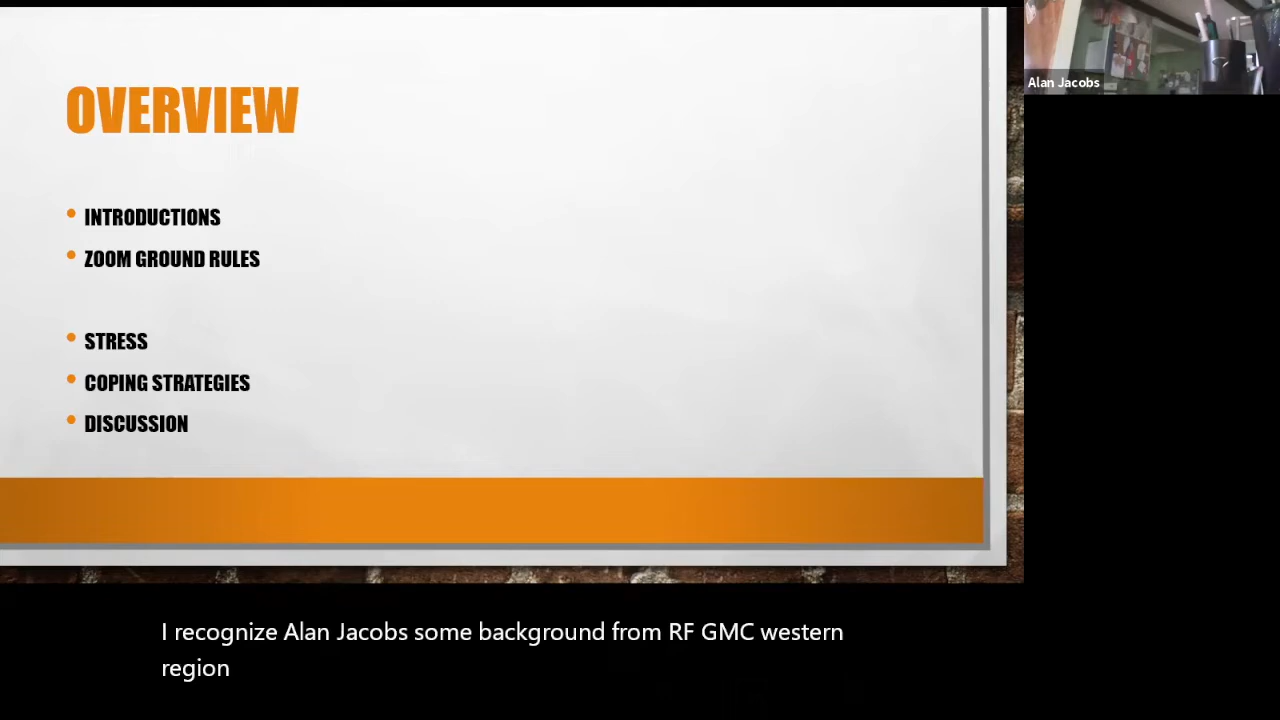 OVERVIEW
INTRODUCTIONS
ZOOM GROUND RULES
STRESS
COPING STRATEGIES
DISCUSSION
Alan Jacobs
I recognize Alan Jacobs some background from RF GMC western
region